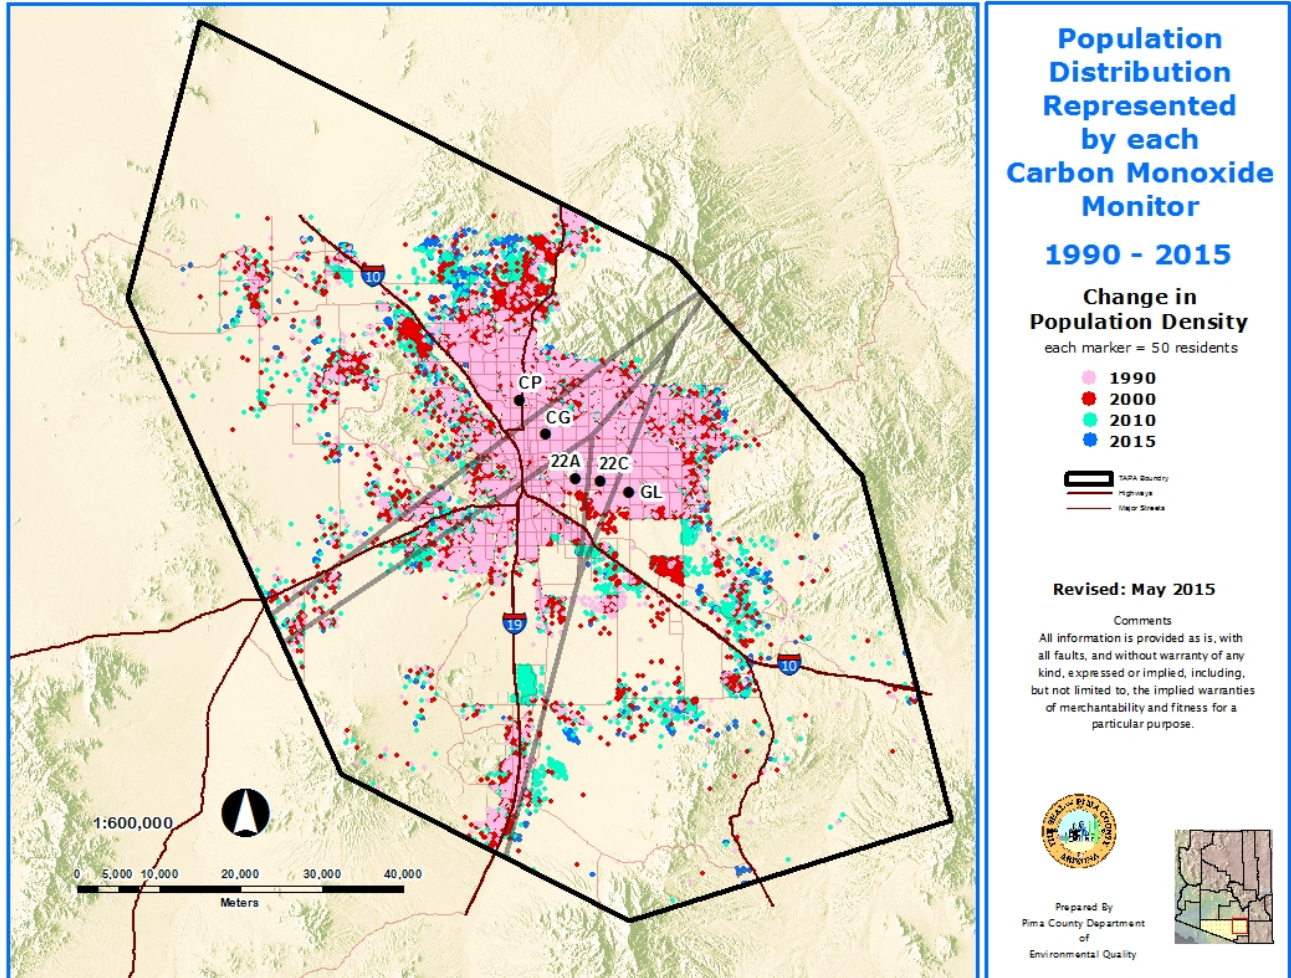 Population
Distribution
Represented
by each
Carbon Monoxide
Monitor
1990 - 2015
Change in
Population Density
each marker = 50 residents
1990
2000
2010
2015
TAPA Boundry
Highways
Major Streets
Revised: May 2015
Comments
All information is provided as is, with
all faults, and without warranty of any
kind, expressed or implied, including,
but not limited to, the implied warranties
of merchantability and fitness for a
particular purpose.
Prepared By
Pima County Department
of
Environmental Quality
10
CP
CG
22A 22C
GL
19
10
1:600,000
0 5,000 10,000 20,000 30,000 40,000
Meters